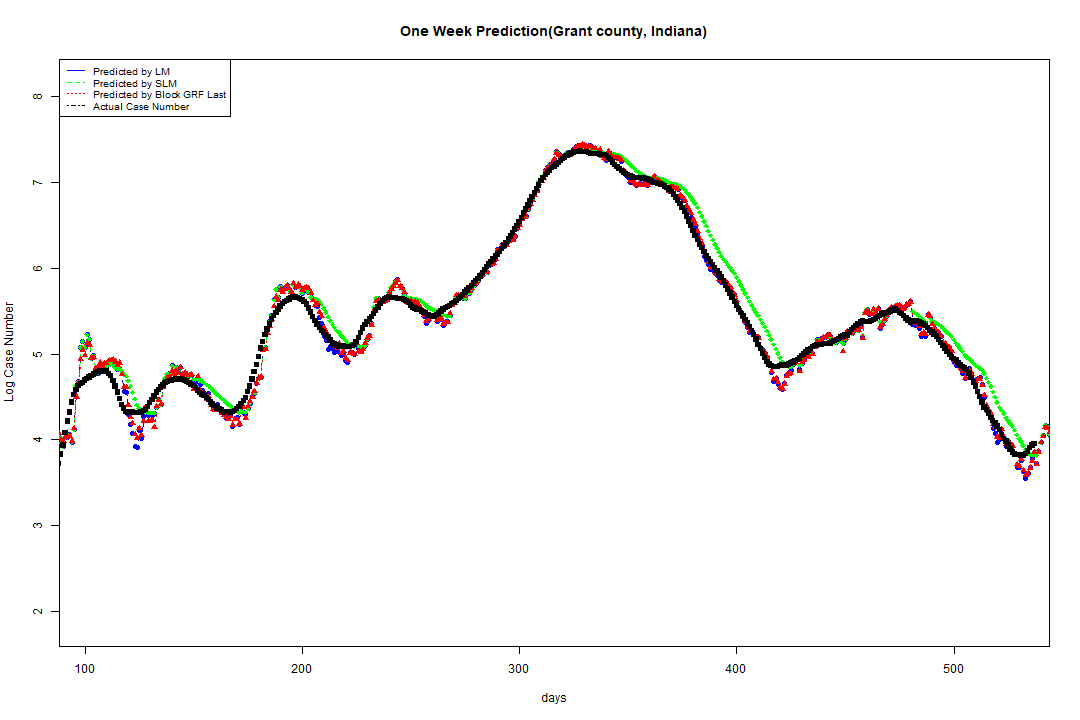 One Week Prediction(Grant county, Indiana)
Predicted by LM
Predicted by SLM
Predicted by Block GRF Last
Actual Case Number
8
7
6
5
4
3
2
Log Case Number
100 200 300 400 500
days